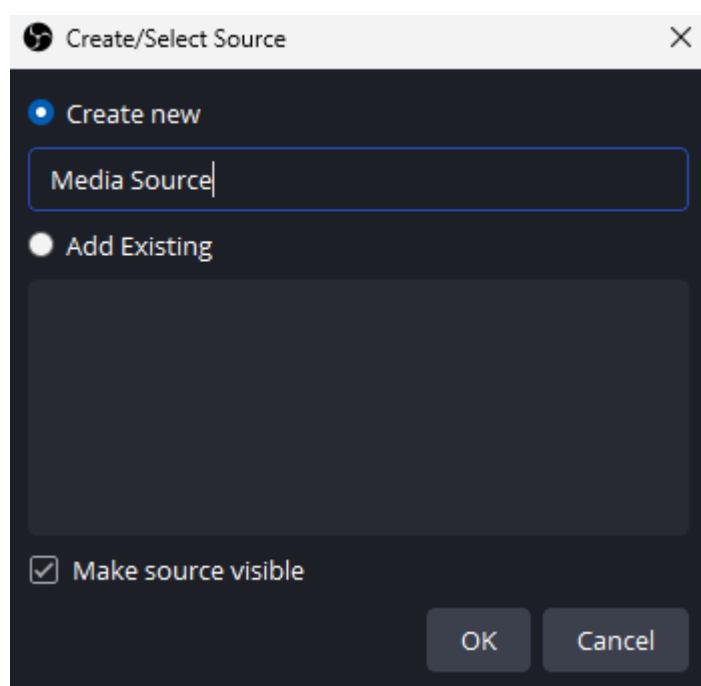 Create/Select Source
Create new
Media Source
Add Existing
Make source visible
OK Cancel